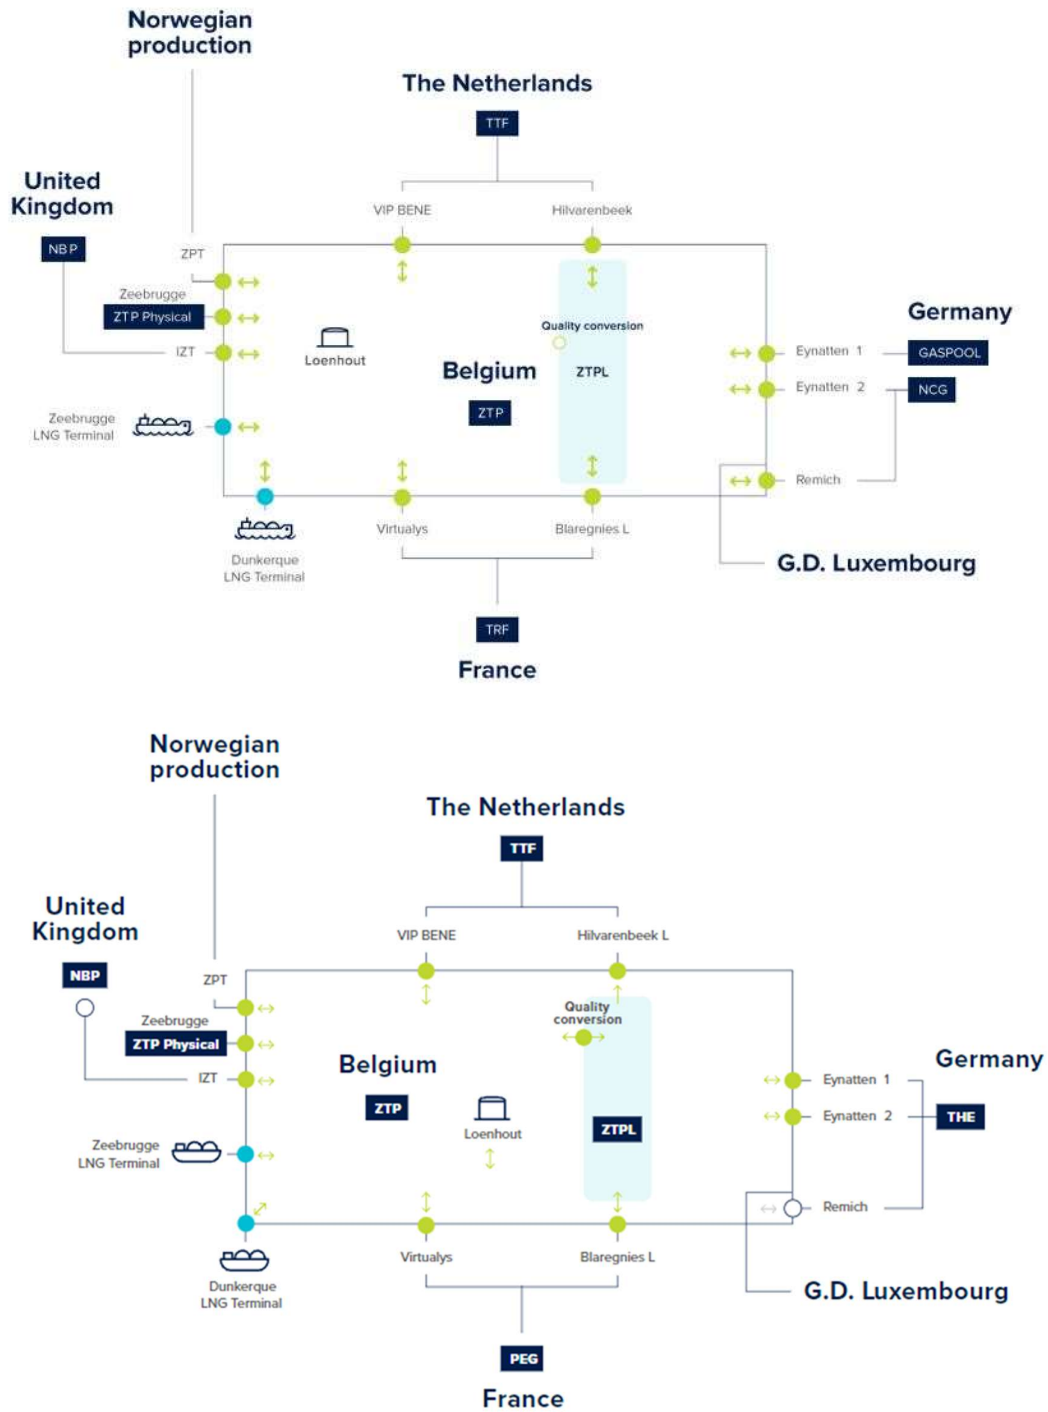 Norwegian
production
The Netherlands
TTF
United
Kingdom
NBP
VIP BENE
Hilvarenbeek
ZPT
Zeebrugge
ZTP Physical
IZT
Loenhout
Quality conversion
ZTPL
Belgium
ZTP
Germany
Eynatten 1
GASPOOL
Eynatten 2
NCG
Zeebrugge
LNG Terminal
Remich
Dunkerque
LNG Terminal
Virtualys
Blaregnies L
G.D. Luxembourg
TRF
France
Norwegian
production
The Netherlands
TTF
United
Kingdom
NBP
VIP BENE
Hilvarenbeek L
ZPT
Zeebrugge
ZTP Physical
IZT
Quality
conversion
Belgium
ZTP
Loenhout
ZTPL
Germany
Eynatten 1
Eynatten 2
THE
Zeebrugge
LNG Terminal
Remich
Dunkerque
LNG Terminal
Virtualys
Blaregnies L
G.D. Luxembourg
PEG
France